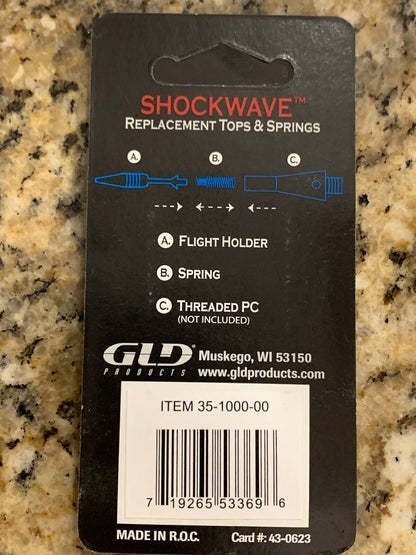 SHOCKWAVE™
REPLACEMENT TOPS & SPRINGS
A. B. C.
A. FLIGHT HOLDER
B. SPRING
C. THREADED PC
(NOT INCLUDED)
GLD
PRODUCTS
Muskego, WI 53150
www.gldproducts.com
ITEM 35-1000-00
7 19265 53369 6
MADE IN R.O.C. Card #: 43-0623